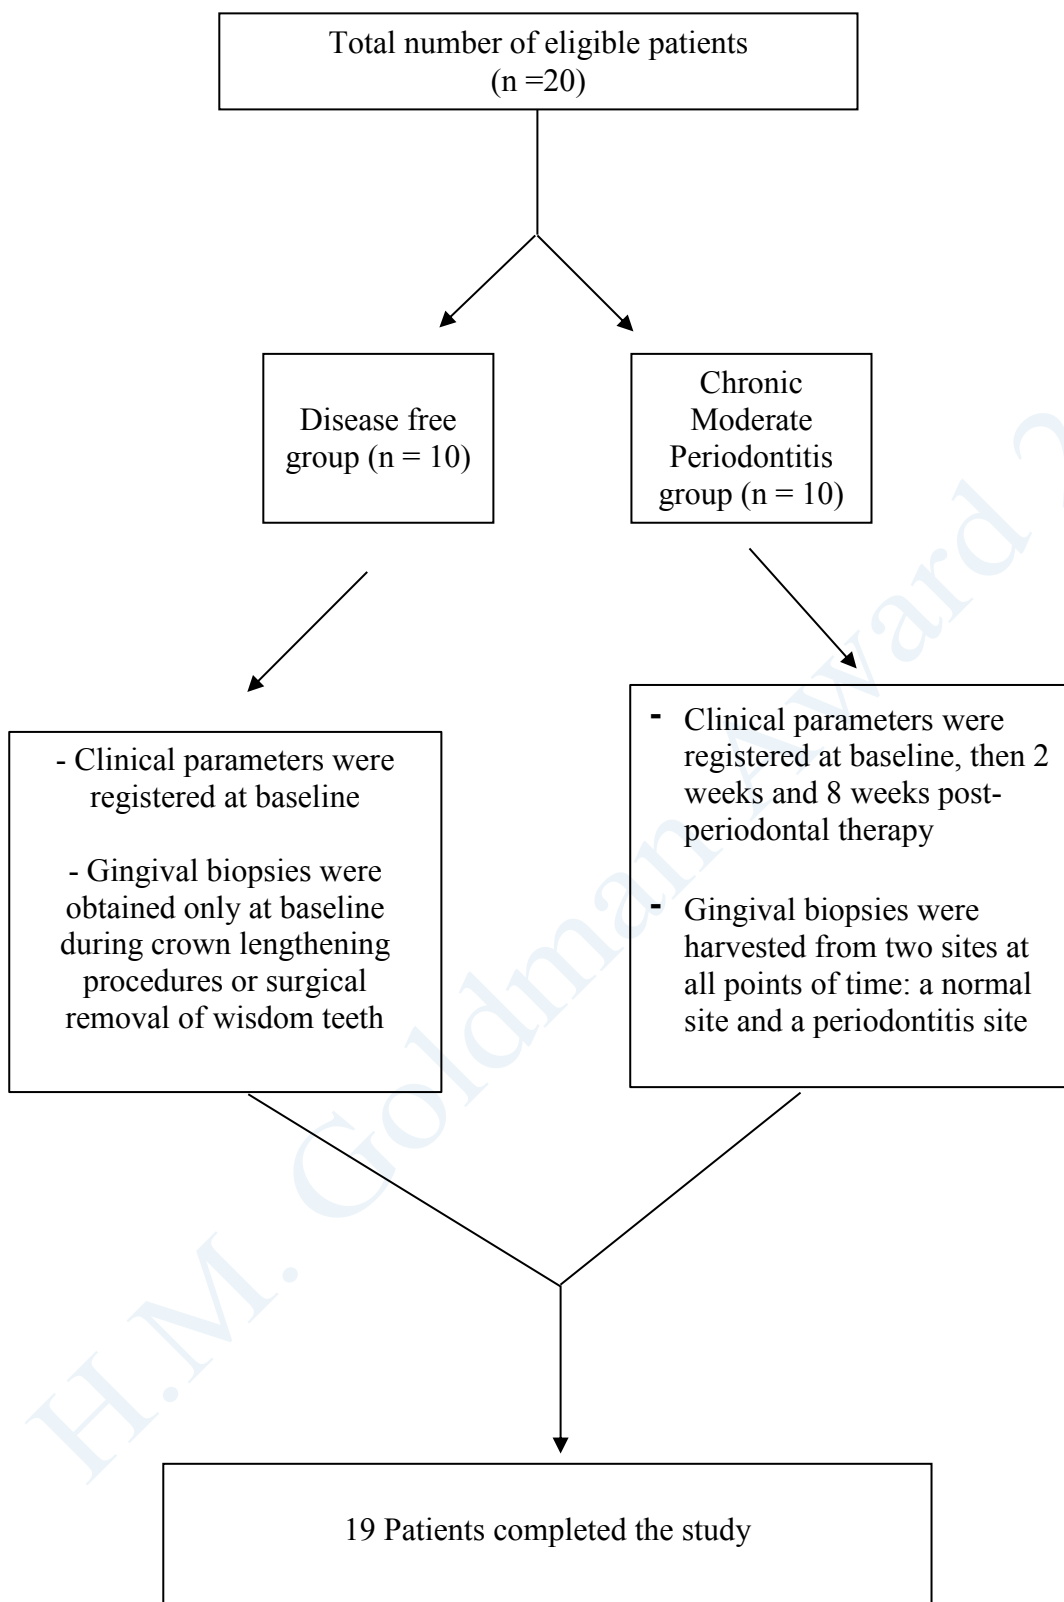 Total number of eligible patients
(n =20)
Disease free
group (n = 10)
Chronic
Moderate
Periodontitis
group (n = 10)
- Clinical parameters were
registered at baseline
- Gingival biopsies were
obtained only at baseline
during crown lengthening
procedures or surgical
removal of wisdom teeth
- Clinical parameters were
registered at baseline, then 2
weeks and 8 weeks post-
periodontal therapy
- Gingival biopsies were
harvested from two sites at
all points of time: a normal
site and a periodontitis site
19 Patients completed the study
H.M. Goldman Award 2